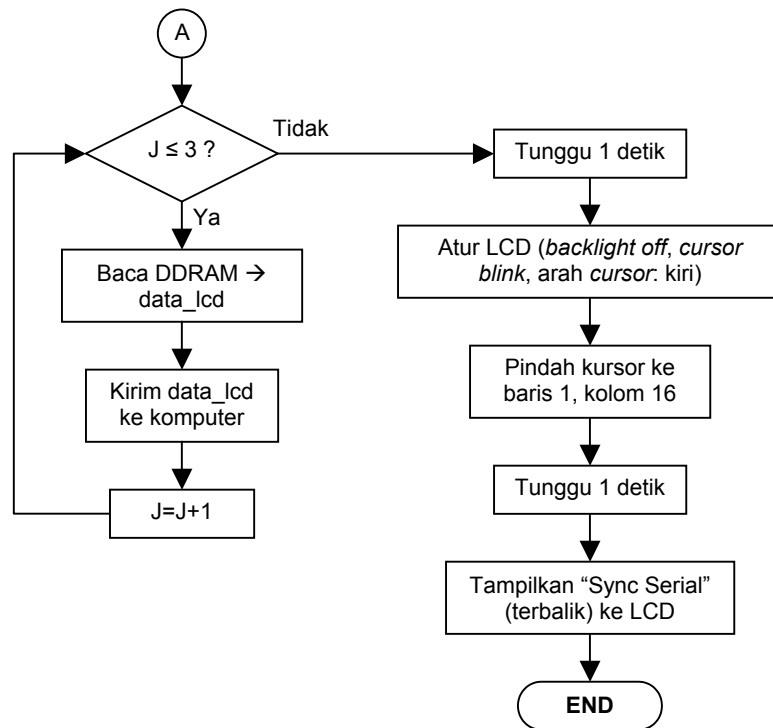 A
J ≤ 3 ?
Tidak
Ya
Baca DDRAM →
data_lcd
Kirim data_lcd
ke komputer
J=J+1
Tunggu 1 detik
Atur LCD (backlight off, cursor
blink, arah cursor: kiri)
Pindah kursor ke
baris 1, kolom 16
Tunggu 1 detik
Tampilkan “Sync Serial”
(terbalik) ke LCD
END